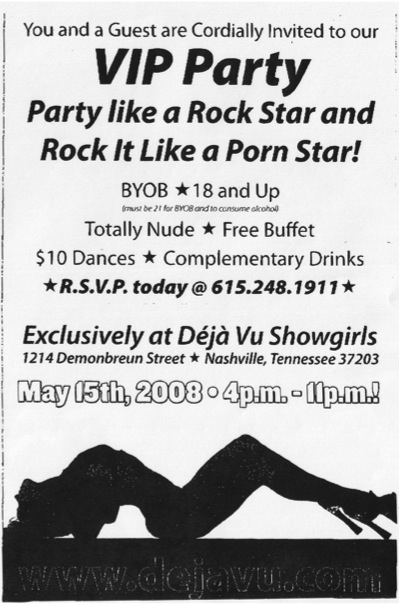 You and a Guest are Cordially Invited to our
VIP Party
Party like a Rock Star and
Rock It Like a Porn Star!
BYOB ★ 18 and Up
(must be 21 for BYOB and to consume alcohol)
Totally Nude ★ Free Buffet
$10 Dances ★ Complementary Drinks
★R.S.V.P. today @ 615.248.1911★
Exclusively at Déjà Vu Showgirls
1214 Demonbreun Street ★ Nashville, Tennessee 37203
May 15th, 2008 • 4p.m. - 11p.m.!
www.dejavu.com